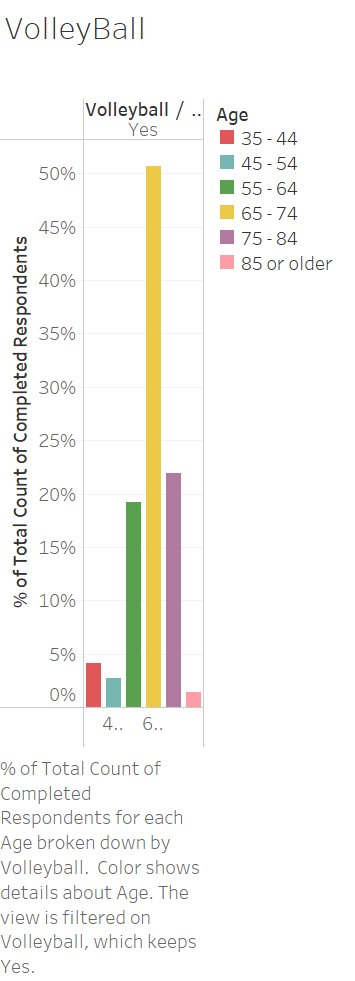 VolleyBall
Volleyball / ..
Yes
Age
35 - 44
45 - 54
55 - 64
65 - 74
75 - 84
85 or older
% of Total Count of Completed Respondents
50%
45%
40%
35%
30%
25%
20%
15%
10%
5%
0%
4.. 6..
% of Total Count of
Completed
Respondents for each
Age broken down by
Volleyball. Color shows
details about Age. The
view is filtered on
Volleyball, which keeps
Yes.